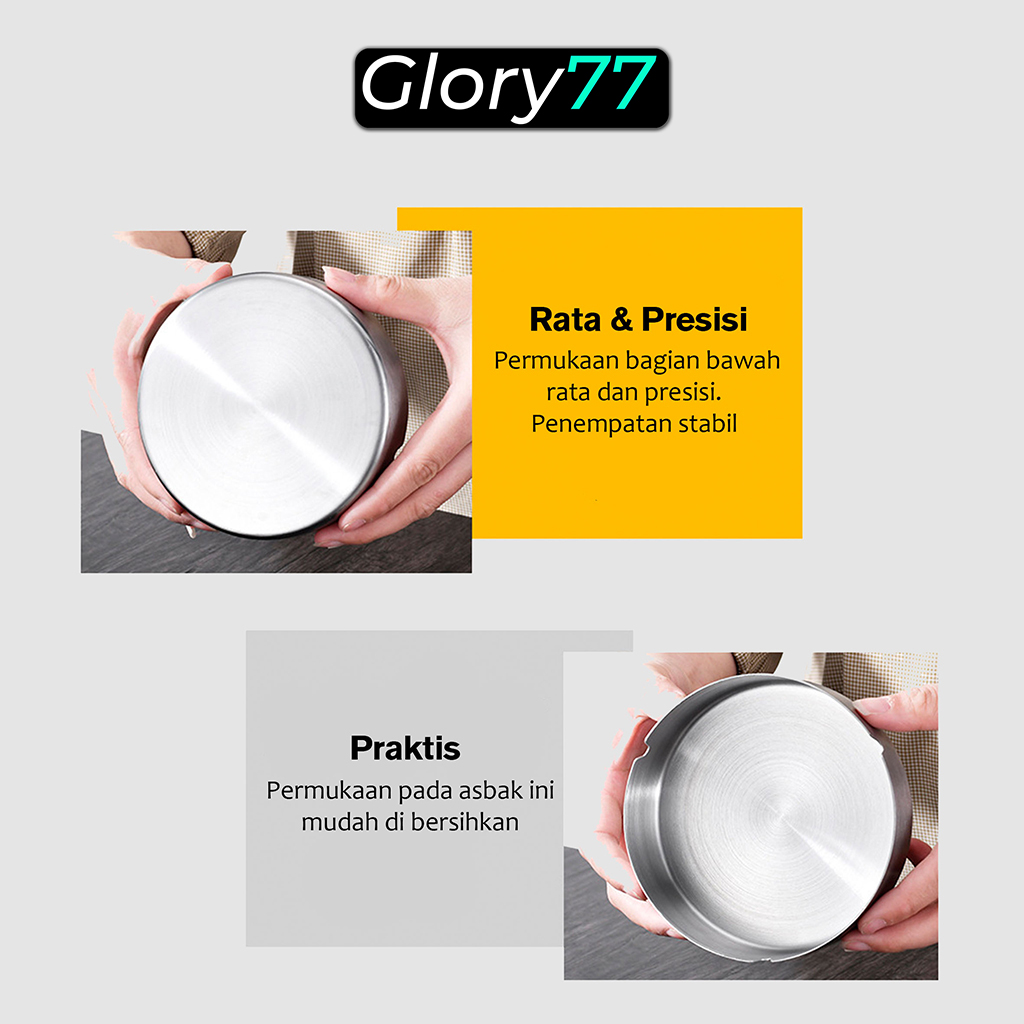 Glory77
Rata & Presisi
Permukaan bagian bawah
rata dan presisi.
Penempatan stabil
Praktis
Permukaan pada asbak ini
mudah di bersihkan